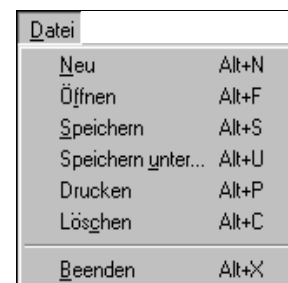 Datei
Neu Alt+N
Öffnen Alt+F
Speichern Alt+S
Speichern unter... Alt+U
Drucken Alt+P
Löschen Alt+C
Beenden Alt+X